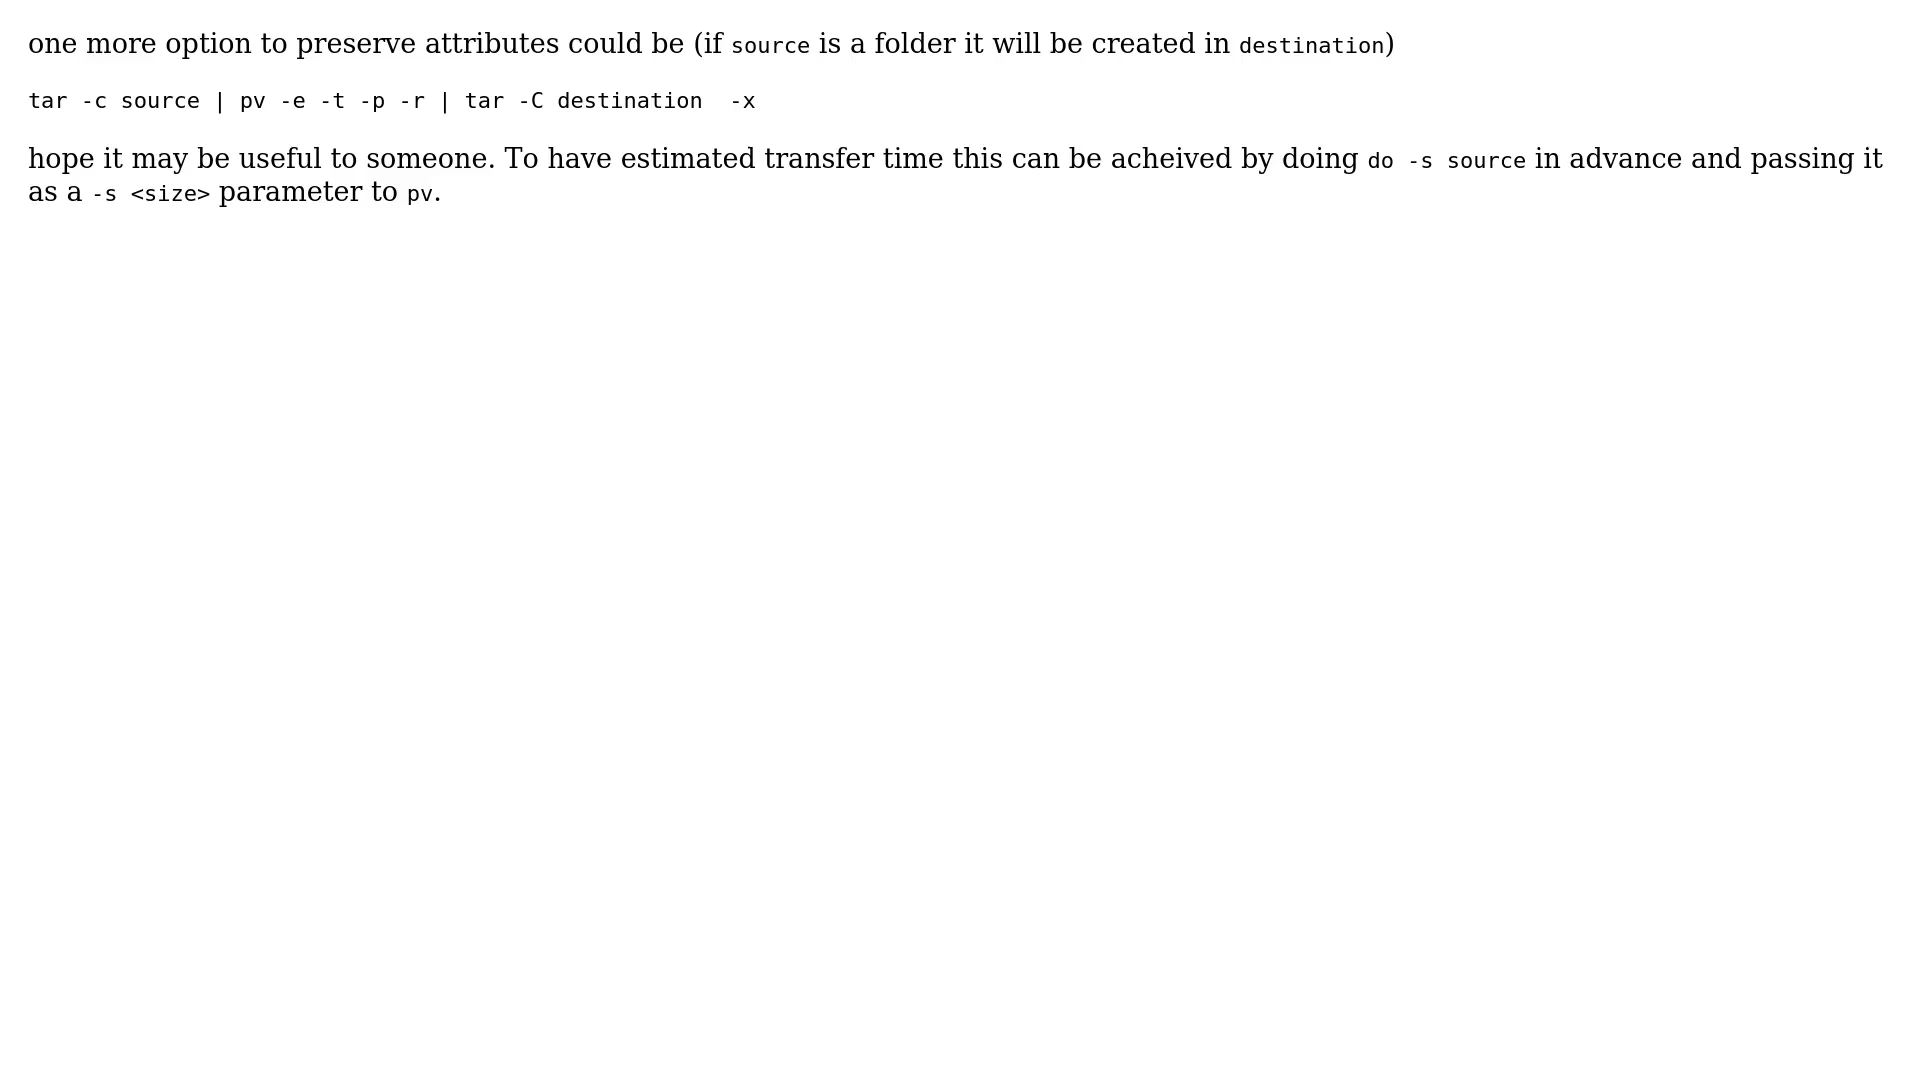 one more option to preserve attributes could be (if source is a folder it will be created in destination)
tar -c source | pv -e -t -p -r | tar -C destination  -x
hope it may be useful to someone. To have estimated transfer time this can be acheived by doing do -s source in advance and passing it
as a -s <size> parameter to pv.